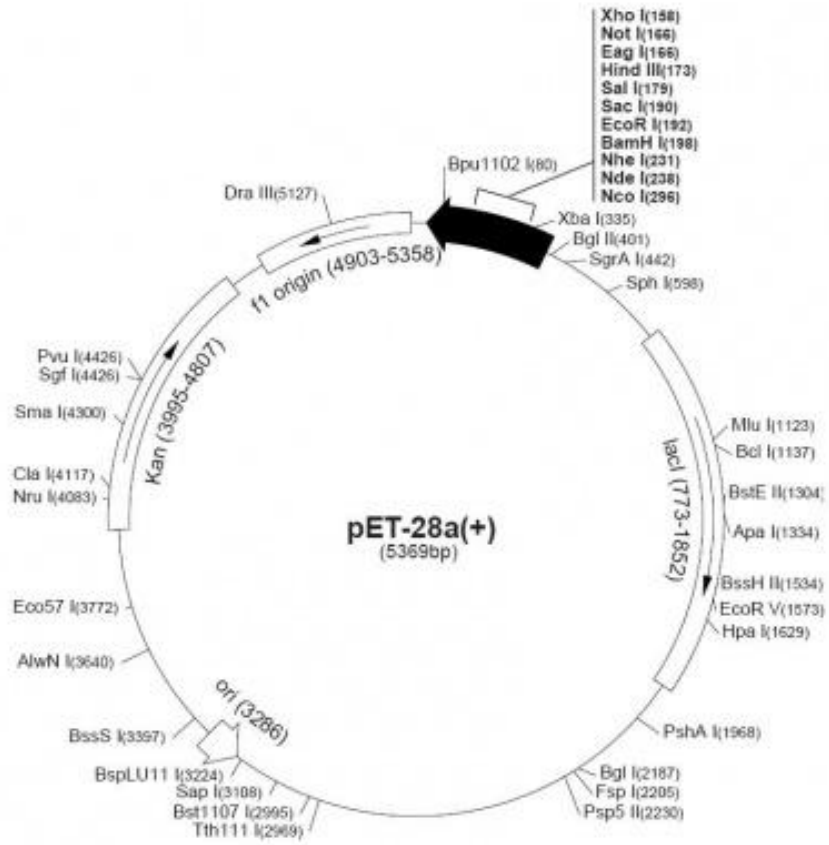 Xho I(158)
Not I(166)
Eag I(166)
Hind III(173)
Sal I(179)
Sac I(190)
EcoR I(192)
BamH I(198)
Nhe I(231)
Nde I(238)
Nco I(296)
Bpu1102 I(80)
Dra III(5127)
Xba I(335)
Bgl II(401)
SgrA I(442)
Sph I(598)
f1 origin (4903-5358)
Pvu I(4426)
Sgf I(4426)
Sma I(4300)
Kan (3995-4807)
Cla I(4117)
Nru I(4083)
Mlu I(1123)
Bcl I(1137)
BstE II(1304)
Apa I(1334)
lacI (773-1852)
pET-28a(+)
(5369bp)
BssH II(1534)
EcoR V(1573)
Hpa I(1629)
Eco57 I(3772)
AlwN I(3640)
ori (3286)
BssS I(3397)
PshA I(1968)
BspLU11 I(3224)
Sap I(3108)
Bst1107 I(2995)
Tth111 I(2969)
Bgl I(2187)
Fsp I(2205)
Psp5 II(2230)